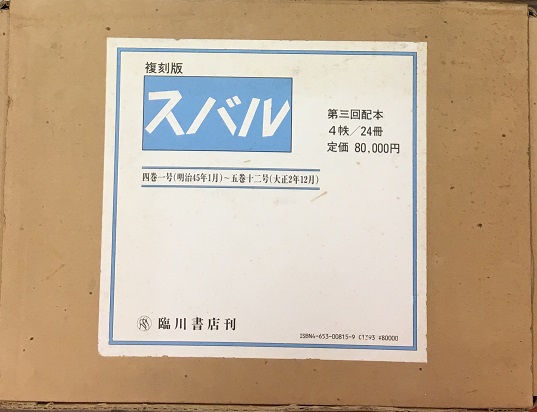 復刻版
スバル
第三回配本
4帙/24冊
定価 80,000円
四巻一号(明治45年1月)~五巻十二号(大正2年12月)
臨川書店刊
ISBN4-653-00815-9 ¥80000